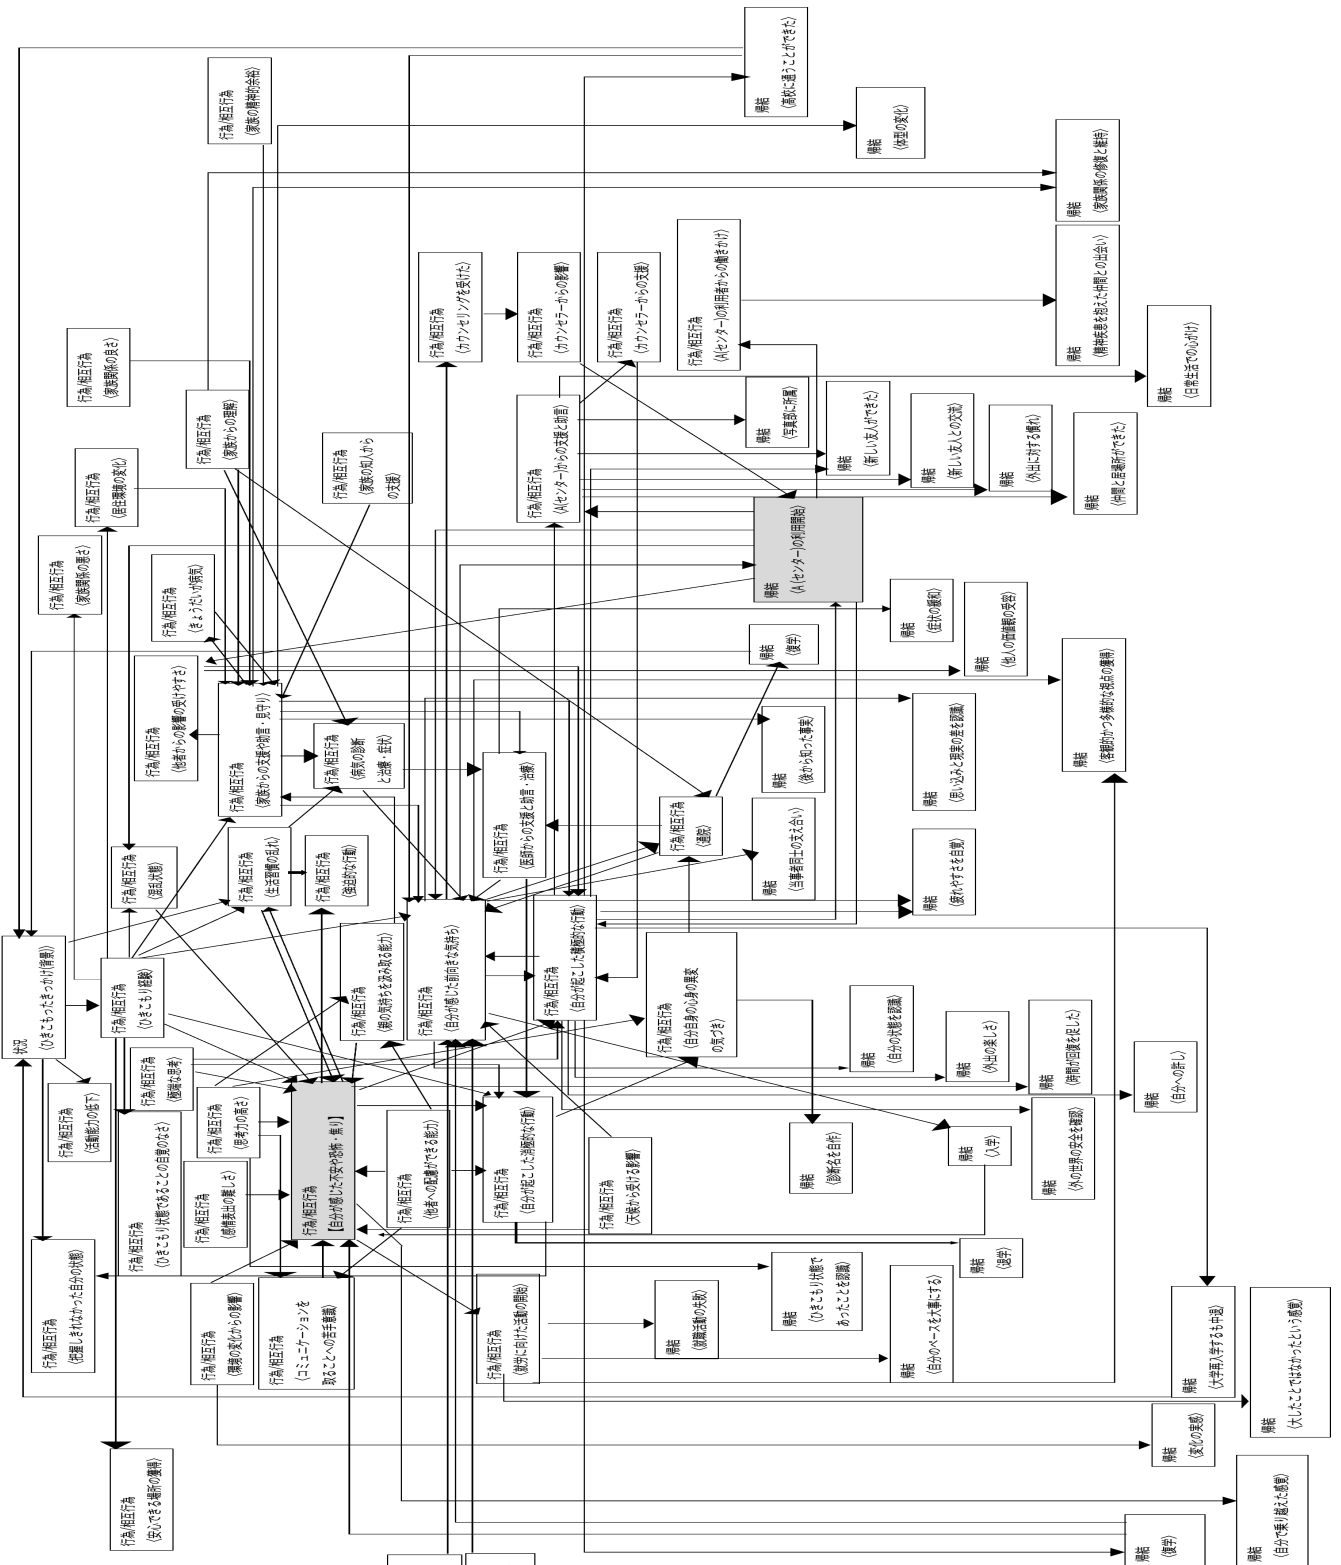 状況
〈ひきこもったきっかけ(背景)〉
行為/相互行為
〈ひきこもり経験〉
行為/相互行為
〈活動能力の低下〉
行為/相互行為
〈把握しきれなかった自分の状態〉
行為/相互行為
〈安心できる場所の獲得〉
行為/相互行為
〈ひきこもり状態であることの自覚のなさ〉
行為/相互行為
〈極端な思考〉
行為/相互行為
〈混乱状態〉
行為/相互行為
〈家族関係の悪さ〉
行為/相互行為
〈居住環境の変化〉
行為/相互行為
〈家族関係の良さ〉
行為/相互行為
〈きょうだいが病気〉
行為/相互行為
〈他者からの影響の受けやすさ〉
行為/相互行為
〈家族からの理解〉
行為/相互行為
〈家族の精神的余裕〉
行為/相互行為
〈家族からの支援や助言・見守り〉
行為/相互行為
〈生活習慣の乱れ〉
行為/相互行為
〈思考力の高さ〉
行為/相互行為
〈感情表出の難しさ〉
行為/相互行為
〈環境の変化からの影響〉
行為/相互行為
〈コミュニケーションを
取ることへの苦手意識〉
行為/相互行為
【自分が感じた不安や恐怖・焦り】
行為/相互行為
〈強迫的な行動〉
行為/相互行為
〈病気の診断
と治療・症状〉
行為/相互行為
〈家族の知人から
の支援〉
行為/相互行為
〈親の気持ちを汲み取る能力〉
行為/相互行為
〈他者への配慮ができる能力〉
行為/相互行為
〈自分が感じた前向きな気持ち〉
行為/相互行為
〈カウンセリングを受けた〉
行為/相互行為
〈医師からの支援と助言・治療〉
行為/相互行為
〈自分が起こした消極的な行動〉
行為/相互行為
〈就労に向けた活動の開始〉
行為/相互行為
〈カウンセラーからの影響〉
行為/相互行為
〈A(センター)からの支援と助言〉
行為/相互行為
〈自分が起こした積極的な行動〉
行為/相互行為
〈天候から受ける影響〉
行為/相互行為
〈カウンセラーからの支援〉
行為/相互行為
〈自分自身の心身の異変
の気づき〉
行為/相互行為
〈通院〉
行為/相互行為
〈A(センター)の利用者からの働きかけ〉
帰結
〈就職活動の失敗〉
帰結
〈高校に通うことができた〉
帰結
〈写真部に所属〉
帰結
〈A(センター)の利用開始〉
帰結
〈復学〉
帰結
〈後から知った事実〉
帰結
〈当事者同士の支え合い〉
帰結
〈診断名を自作〉
帰結
〈ひきこもり状態で
あったことを認識〉
帰結
〈新しい友人ができた〉
帰結
〈体型の変化〉
帰結
〈自分の状態を認識〉
帰結
〈症状の緩和〉
帰結
〈自分のペースを大事にする〉
帰結
〈新しい友人との交流〉
帰結
〈思い込みと現実の差を認識〉
帰結
〈疲れやすさを自覚〉
帰結
〈外出の楽しさ〉
帰結
〈入学〉
帰結
〈退学〉
帰結
〈他人の価値観の受容〉
帰結
〈外出に対する慣れ〉
帰結
〈時間が回復を促した〉
帰結
〈外の世界の安全を確認〉
帰結
〈家族関係の修復と維持〉
帰結
〈精神疾患を抱えた仲間との出会い〉
帰結
〈客観的かつ多様的な視点の獲得〉
帰結
〈仲間と居場所ができた〉
帰結
〈自分への許し〉
帰結
〈日常生活での心がけ〉
帰結
〈変化の実感〉
帰結
〈復学〉
帰結
〈大学再入学するも中退〉
帰結
〈大したことではなかったという感覚〉
帰結
〈自分で乗り越えた感覚〉